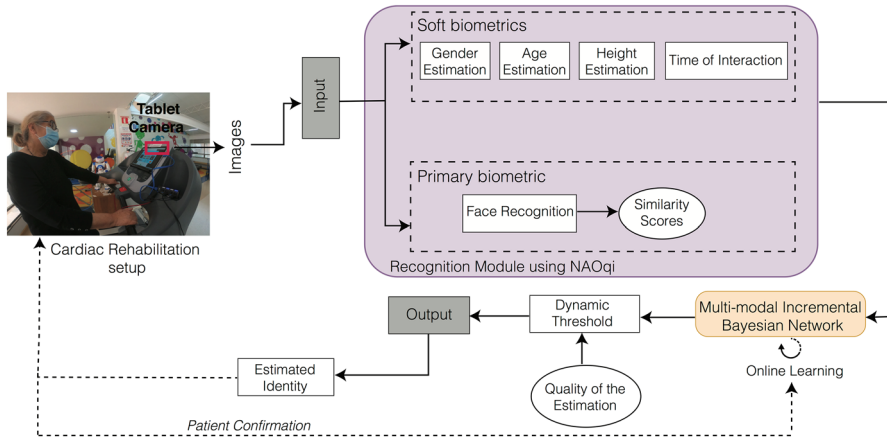 Soft biometrics
Gender
Estimation
Age
Estimation
Height
Estimation
Time of Interaction
Input
Tablet
Camera
Images
Primary biometric
Face Recognition
Similarity
Scores
Cardiac Rehabilitation
setup
Recognition Module using NAOqi
Output
Dynamic
Threshold
Multi-modal Incremental
Bayesian Network
Online Learning
Estimated
Identity
Quality of the
Estimation
Patient Confirmation